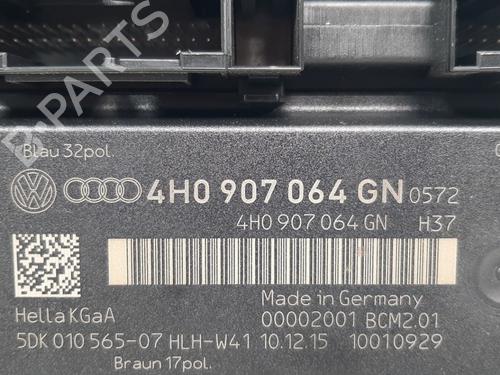 B-PARTS
Blau 32pol.
4H0 907 064 GN 0572
4H0 907 064 GN H37
Made in Germany
Hella KGaA 00002001 BCM2.01
5DK 010 565-07 HLH-W41 10.12.15 10010929
Braun 17pol.